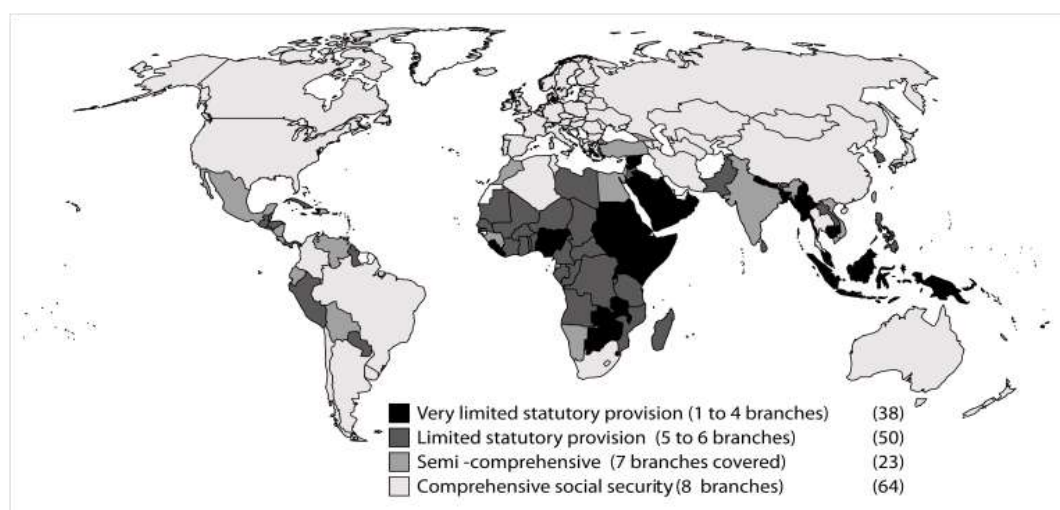 Very limited statutory provision (1 to 4 branches) (38)
Limited statutory provision (5 to 6 branches) (50)
Semi -comprehensive (7 branches covered) (23)
Comprehensive social security (8 branches) (64)